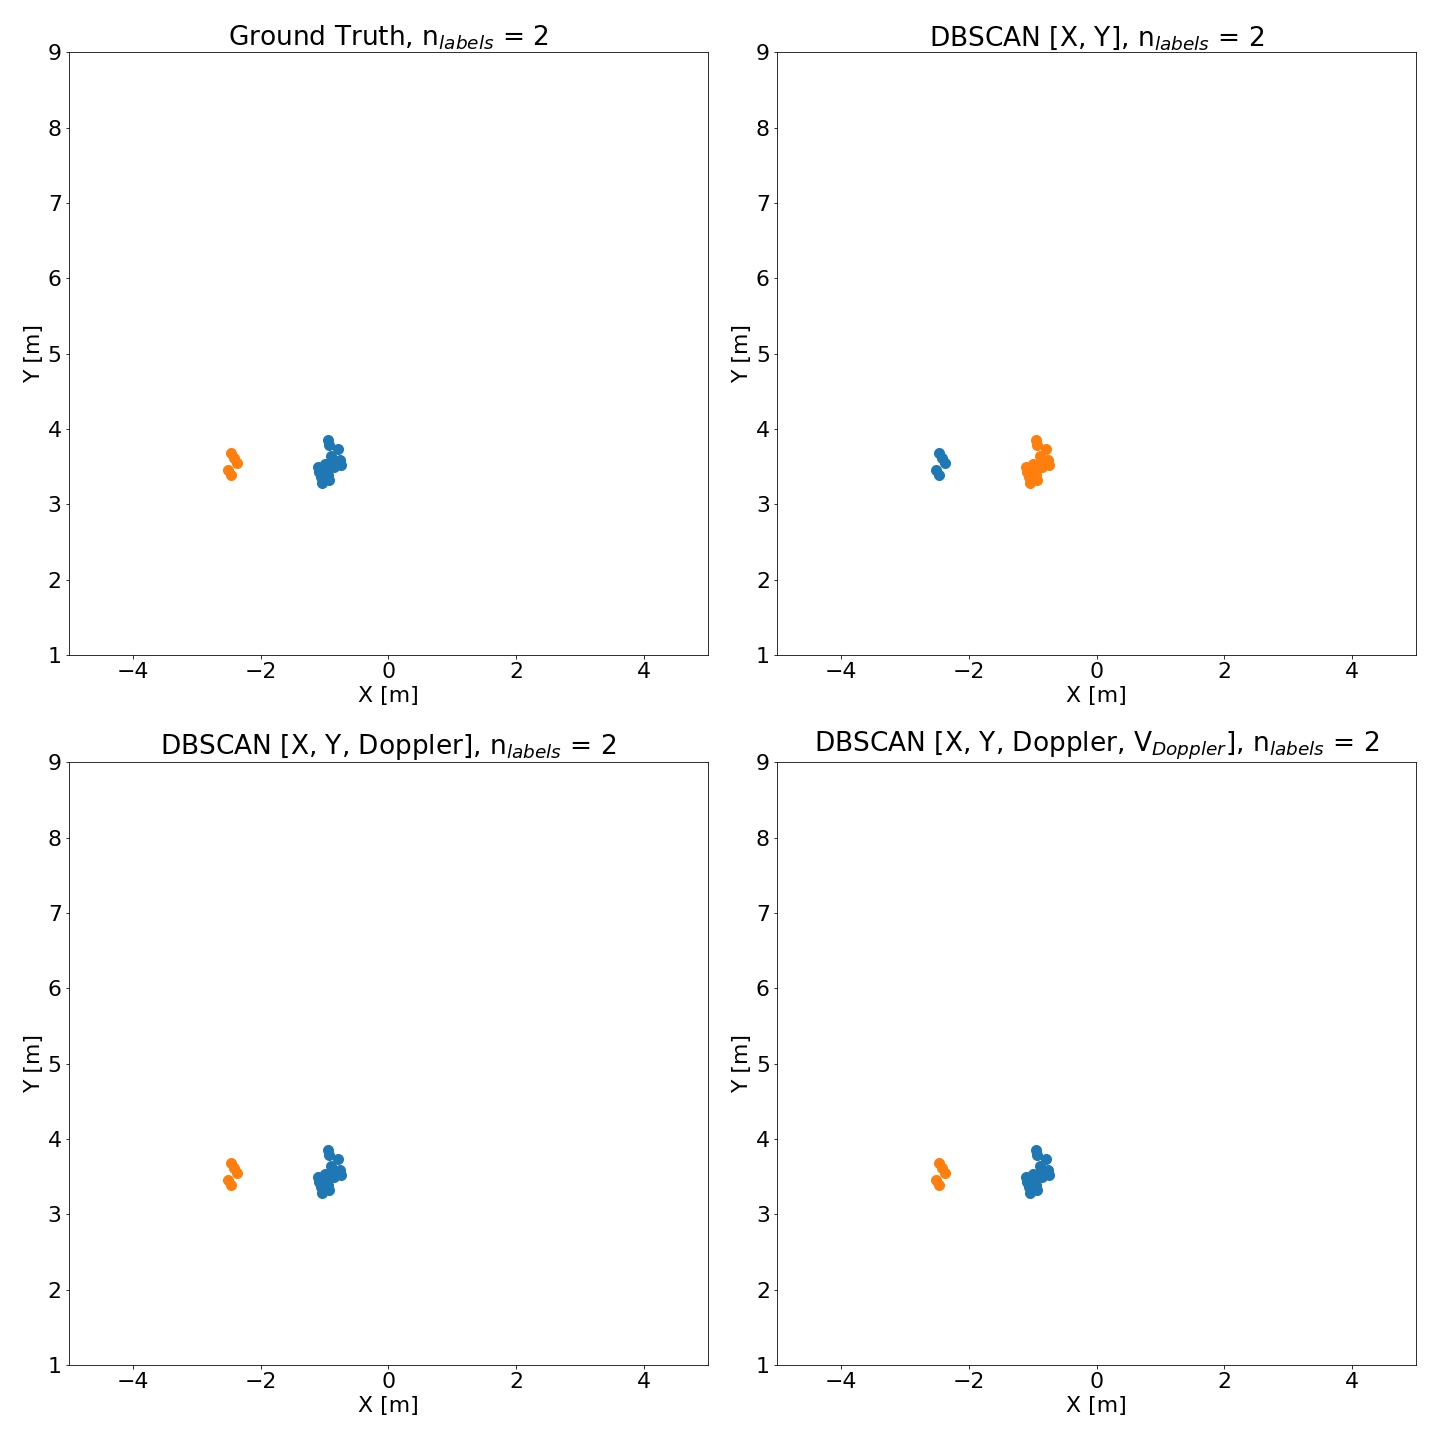 Ground Truth, n_labels = 2
9
8
7
6
5
4
3
2
1
Y [m]
−4 −2 0 2 4
X [m]
DBSCAN [X, Y], n_labels = 2
9
8
7
6
5
4
3
2
1
Y [m]
−4 −2 0 2 4
X [m]
DBSCAN [X, Y, Doppler], n_labels = 2
9
8
7
6
5
4
3
2
1
Y [m]
−4 −2 0 2 4
X [m]
DBSCAN [X, Y, Doppler, V_Doppler], n_labels = 2
9
8
7
6
5
4
3
2
1
Y [m]
−4 −2 0 2 4
X [m]